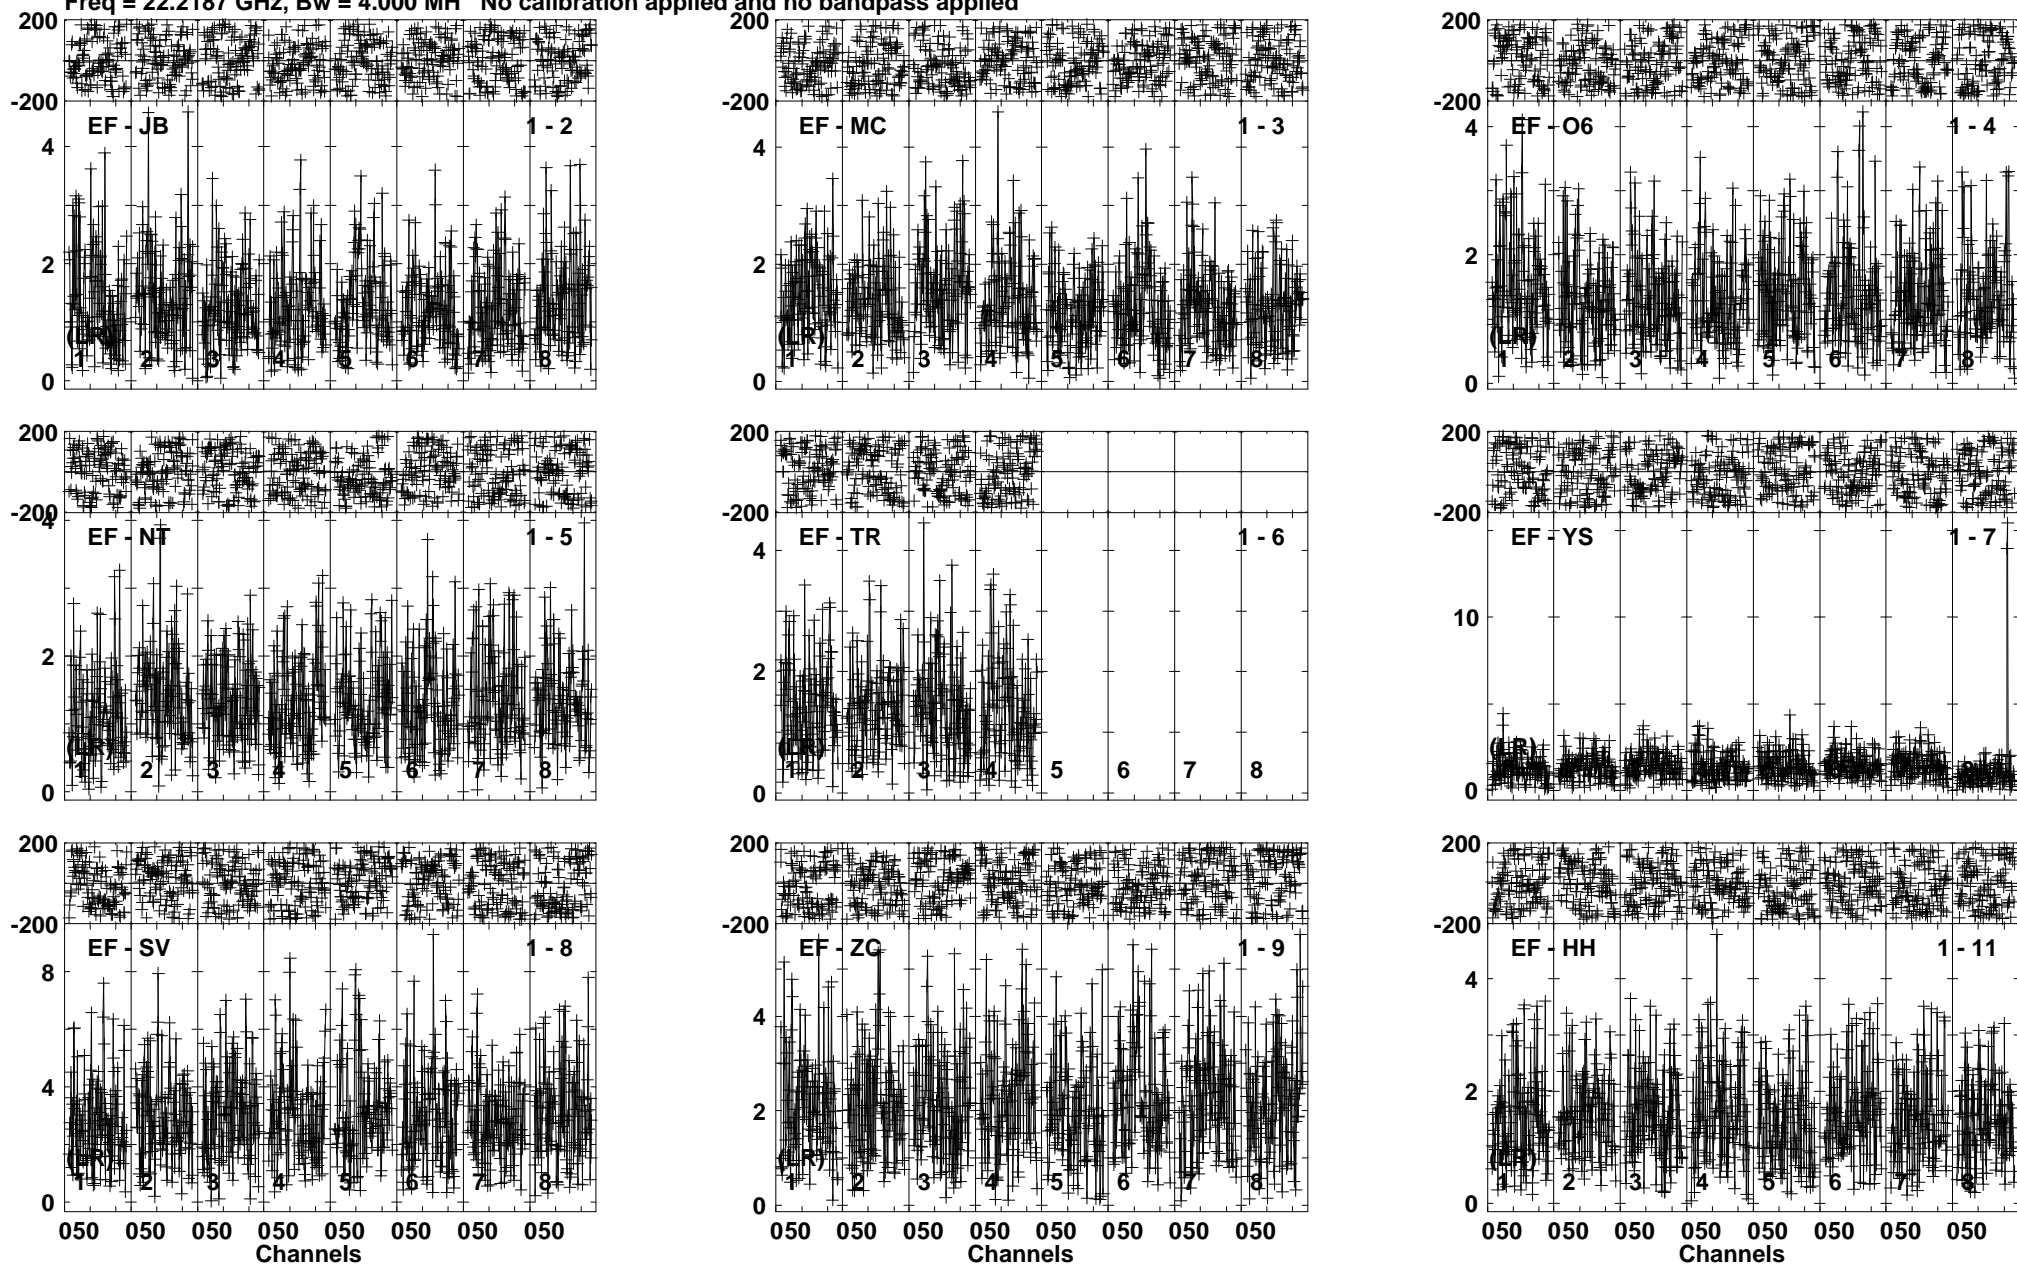 Freq = 22.2187 GHz, Bw = 4.000 MH No calibration applied and no bandpass applied
200
-200
EF - JB 1 - 2
4
2
0
(LR)
1 2 3 4 5 6 7 8
200
-200
EF - MC 1 - 3
4
2
0
(LR)
1 2 3 4 5 6 7 8
200
-200
EF - O6 1 - 4
4
2
0
(LR)
1 2 3 4 5 6 7 8
200
-200
EF - NT 1 - 5
4
2
0
(LR)
1 2 3 4 5 6 7 8
200
-200
EF - TR 1 - 6
4
2
0
(LR)
1 2 3 4 5 6 7 8
200
-200
EF - YS 1 - 7
10
0
(LR)
200
-200
EF - SV 1 - 8
8
4
0
(LR)
1 2 3 4 5 6 7 8
050 050 050 050 050 050 050 050
Channels
200
-200
EF - ZC 1 - 9
4
2
0
(LR)
1 2 3 4 5 6 7 8
050 050 050 050 050 050 050 050
Channels
200
-200
EF - HH 1 - 11
4
2
0
(LR)
1 2 3 4 5 6 7 8
050 050 050 050 050 050 050 050
Channels